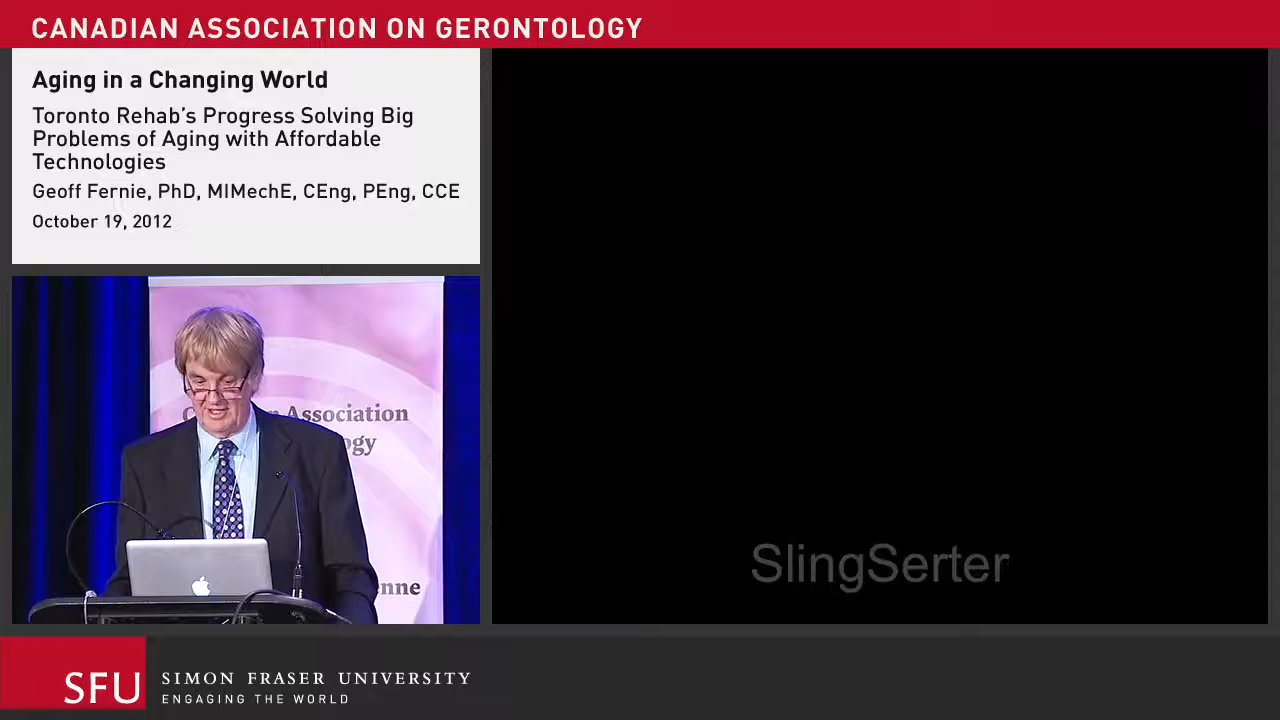 CANADIAN ASSOCIATION ON GERONTOLOGY
Aging in a Changing World
Toronto Rehab's Progress Solving Big
Problems of Aging with Affordable
Technologies
Geoff Fernie, PhD, MIMechE, CEng, PEng, CCE
October 19, 2012
Association
SlingSerter
SFU
SIMON FRASER UNIVERSITY
ENGAGING THE WORLD